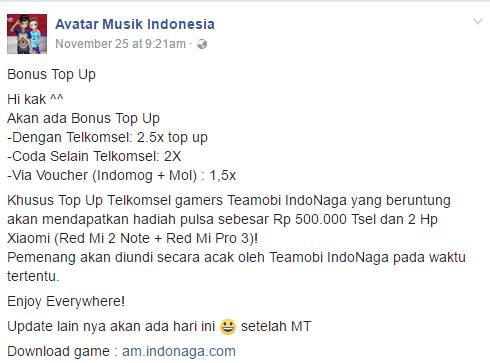 Avatar Musik Indonesia
November 25 at 9:21am ·
Bonus Top Up
Hi kak ^^
Akan ada Bonus Top Up
-Dengan Telkomsel: 2.5x top up
-Coda Selain Telkomsel: 2X
-Via Voucher (Indomog + Mol) : 1,5x
Khusus Top Up Telkomsel gamers Teamobi IndoNaga yang beruntung
akan mendapatkan hadiah pulsa sebesar Rp 500.000 Tsel dan 2 Hp
Xiaomi (Red Mi 2 Note + Red Mi Pro 3)!
Pemenang akan diundi secara acak oleh Teamobi IndoNaga pada waktu
tertentu.
Enjoy Everywhere!
Update lain nya akan ada hari ini 😀 setelah MT
Download game : am.indonaga.com